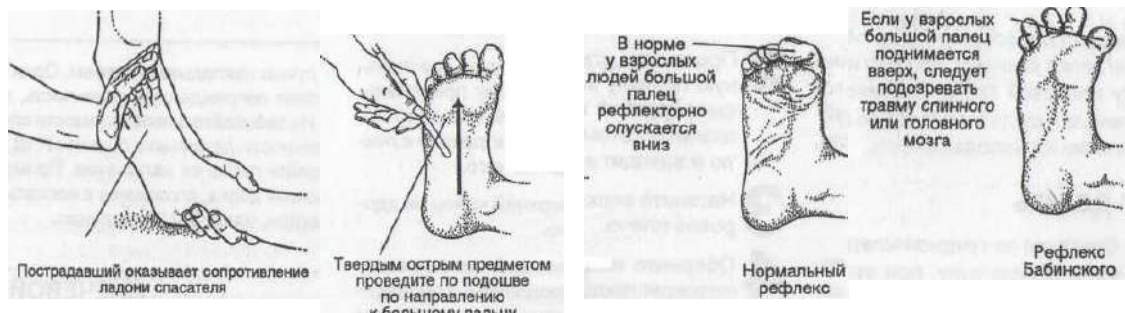 Пострадавший оказывает сопротивление
ладони спасателя
Твердым острым предметом
проведите по подошве
по направлению
к большому пальцу
В норме
у взрослых
людей большой
палец
рефлекторно
опускается
вниз
Нормальный
рефлекс
Если у взрослых
большой палец
поднимается
вверх, следует
подозревать
травму спинного
или головного
мозга
Рефлекс
Бабинского